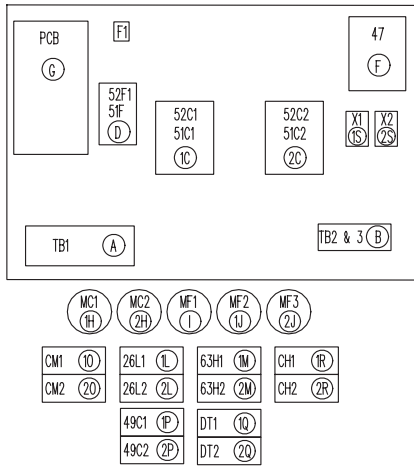 PCB
G
F1
47
F
52F1
51F
D
52C1
51C1
1C
52C2
51C2
2C
X1
1S
X2
2S
TB1 A
TB2 & 3 B
MC1
1H
MC2
2H
MF1
I
MF2
1J
MF3
2J
CM1 1O
CM2 2O
26L1 1L
26L2 2L
63H1 1M
63H2 2M
CH1 1R
CH2 2R
49C1 1P
49C2 2P
DT1 1Q
DT2 2Q